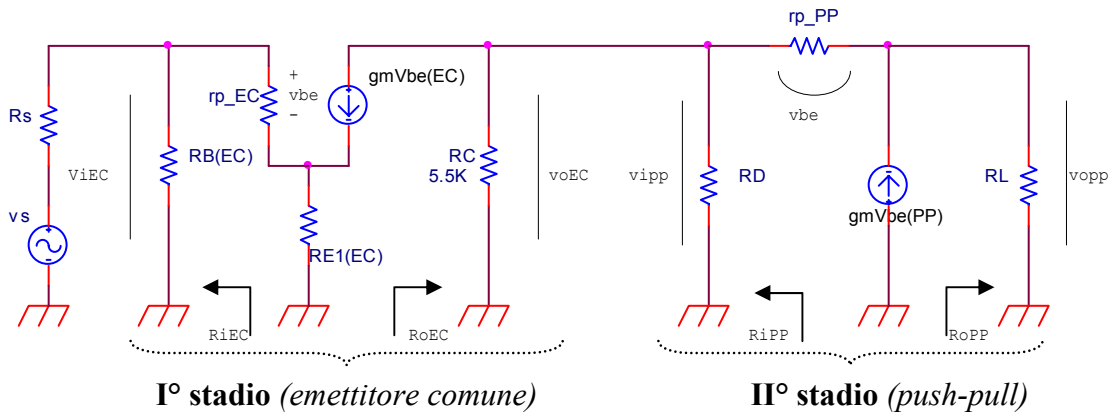 rp_PP
+
gmVbe(EC)
rp_EC
vbe
−
vbe
Rs
RB(EC)
RC
5.5K
ViEC
voEC
vipp
RD
RL
vopp
vs
gmVbe(PP)
RE1(EC)
RiEC
RoEC
RiPP
RoPP
I° stadio (emettitore comune)
II° stadio (push-pull)